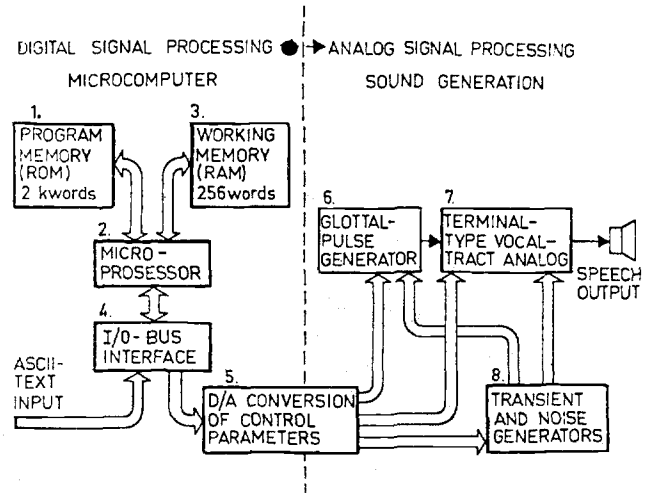 DIGITAL SIGNAL PROCESSING
MICROCOMPUTER
ANALOG SIGNAL PROCESSING
SOUND GENERATION
1.
PROGRAM
MEMORY
(ROM)
2 kwords
3.
WORKING
MEMORY
(RAM)
256words
2.
MICRO-
PROSESSOR
4.
I/O-BUS
INTERFACE
ASCII-
TEXT
INPUT
5.
D/A CONVERSION
OF CONTROL
PARAMETERS
6.
GLOTTAL-
PULSE
GENERATOR
7.
TERMINAL-
TYPE VOCAL-
TRACT ANALOG
SPEECH
OUTPUT
8.
TRANSIENT
AND NOISE
GENERATORS